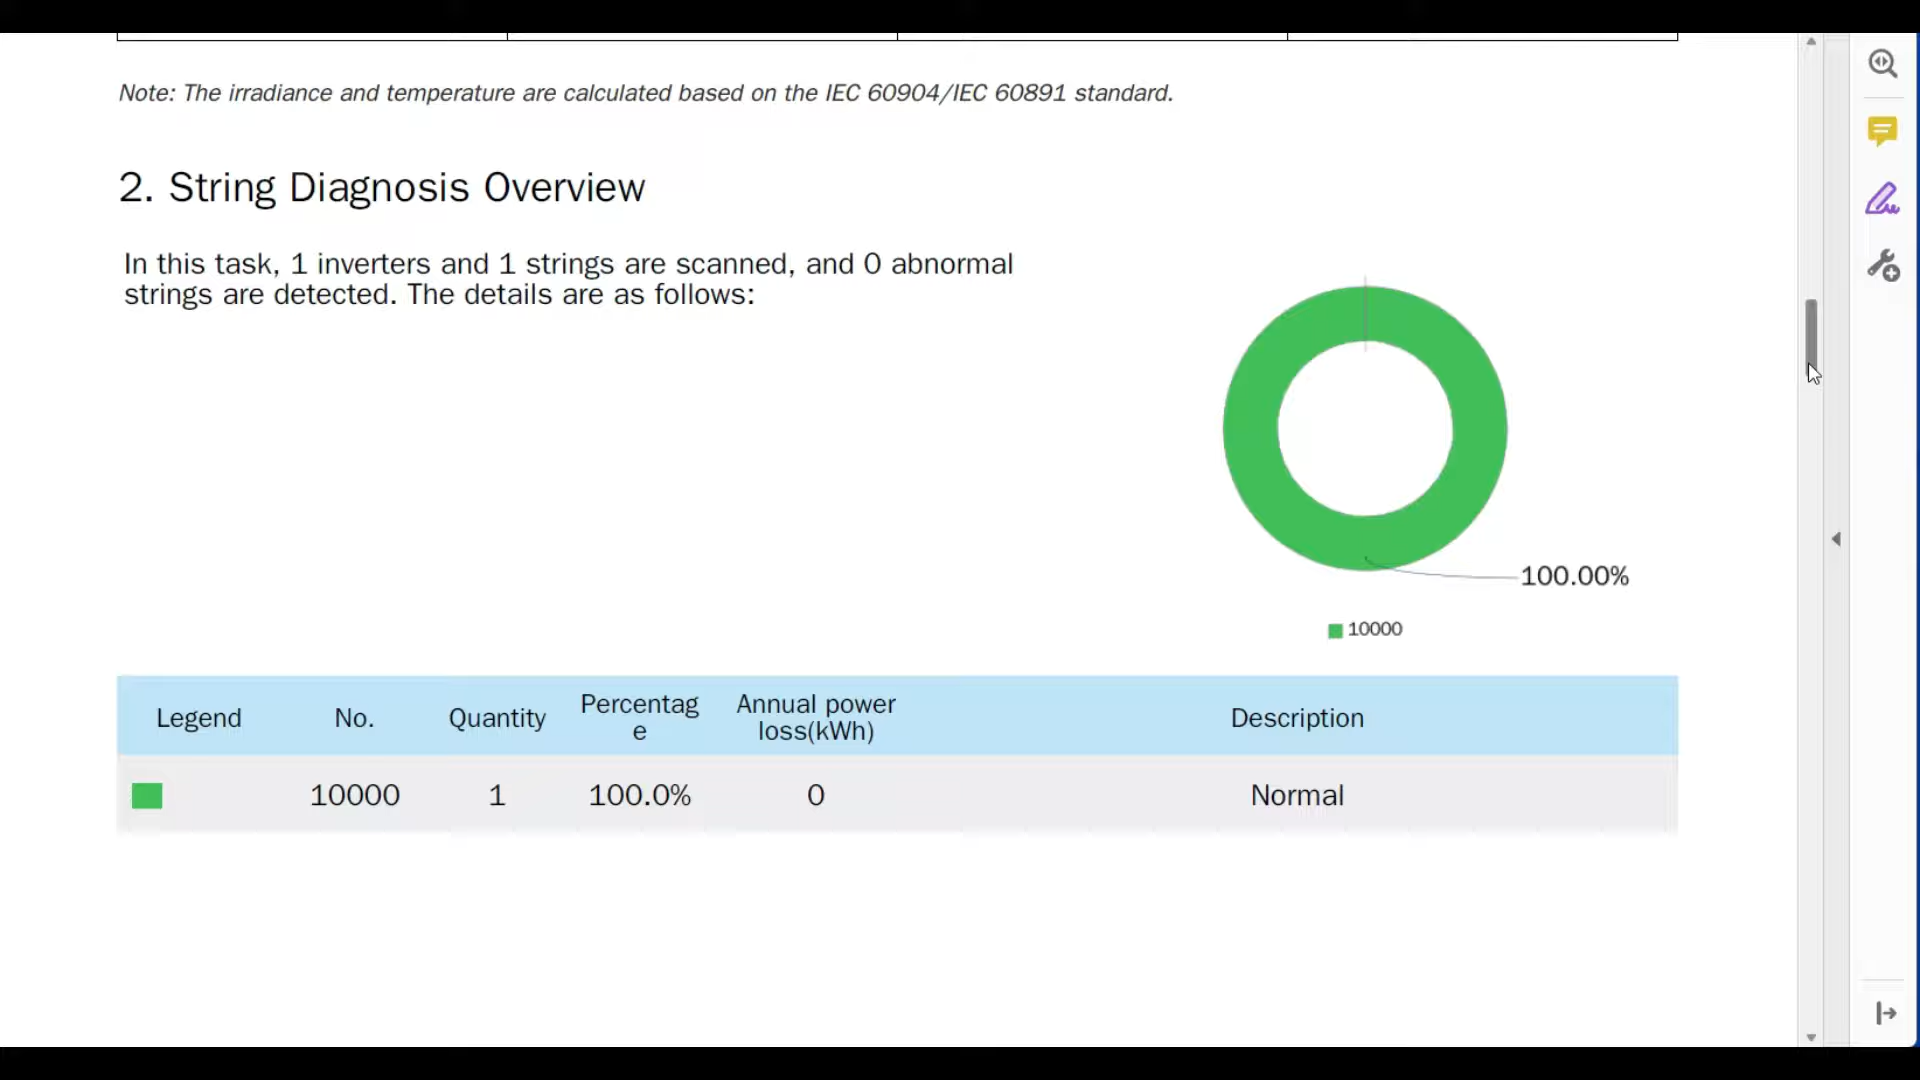 Note: The irradiance and temperature are calculated based on the IEC 60904/IEC 60891 standard.
2. String Diagnosis Overview
In this task, 1 inverters and 1 strings are scanned, and 0 abnormal
strings are detected. The details are as follows:
100.00%
10000
Legend No. Quantity Percentag
e Annual power
loss(kWh) Description
10000 1 100.0% 0 Normal